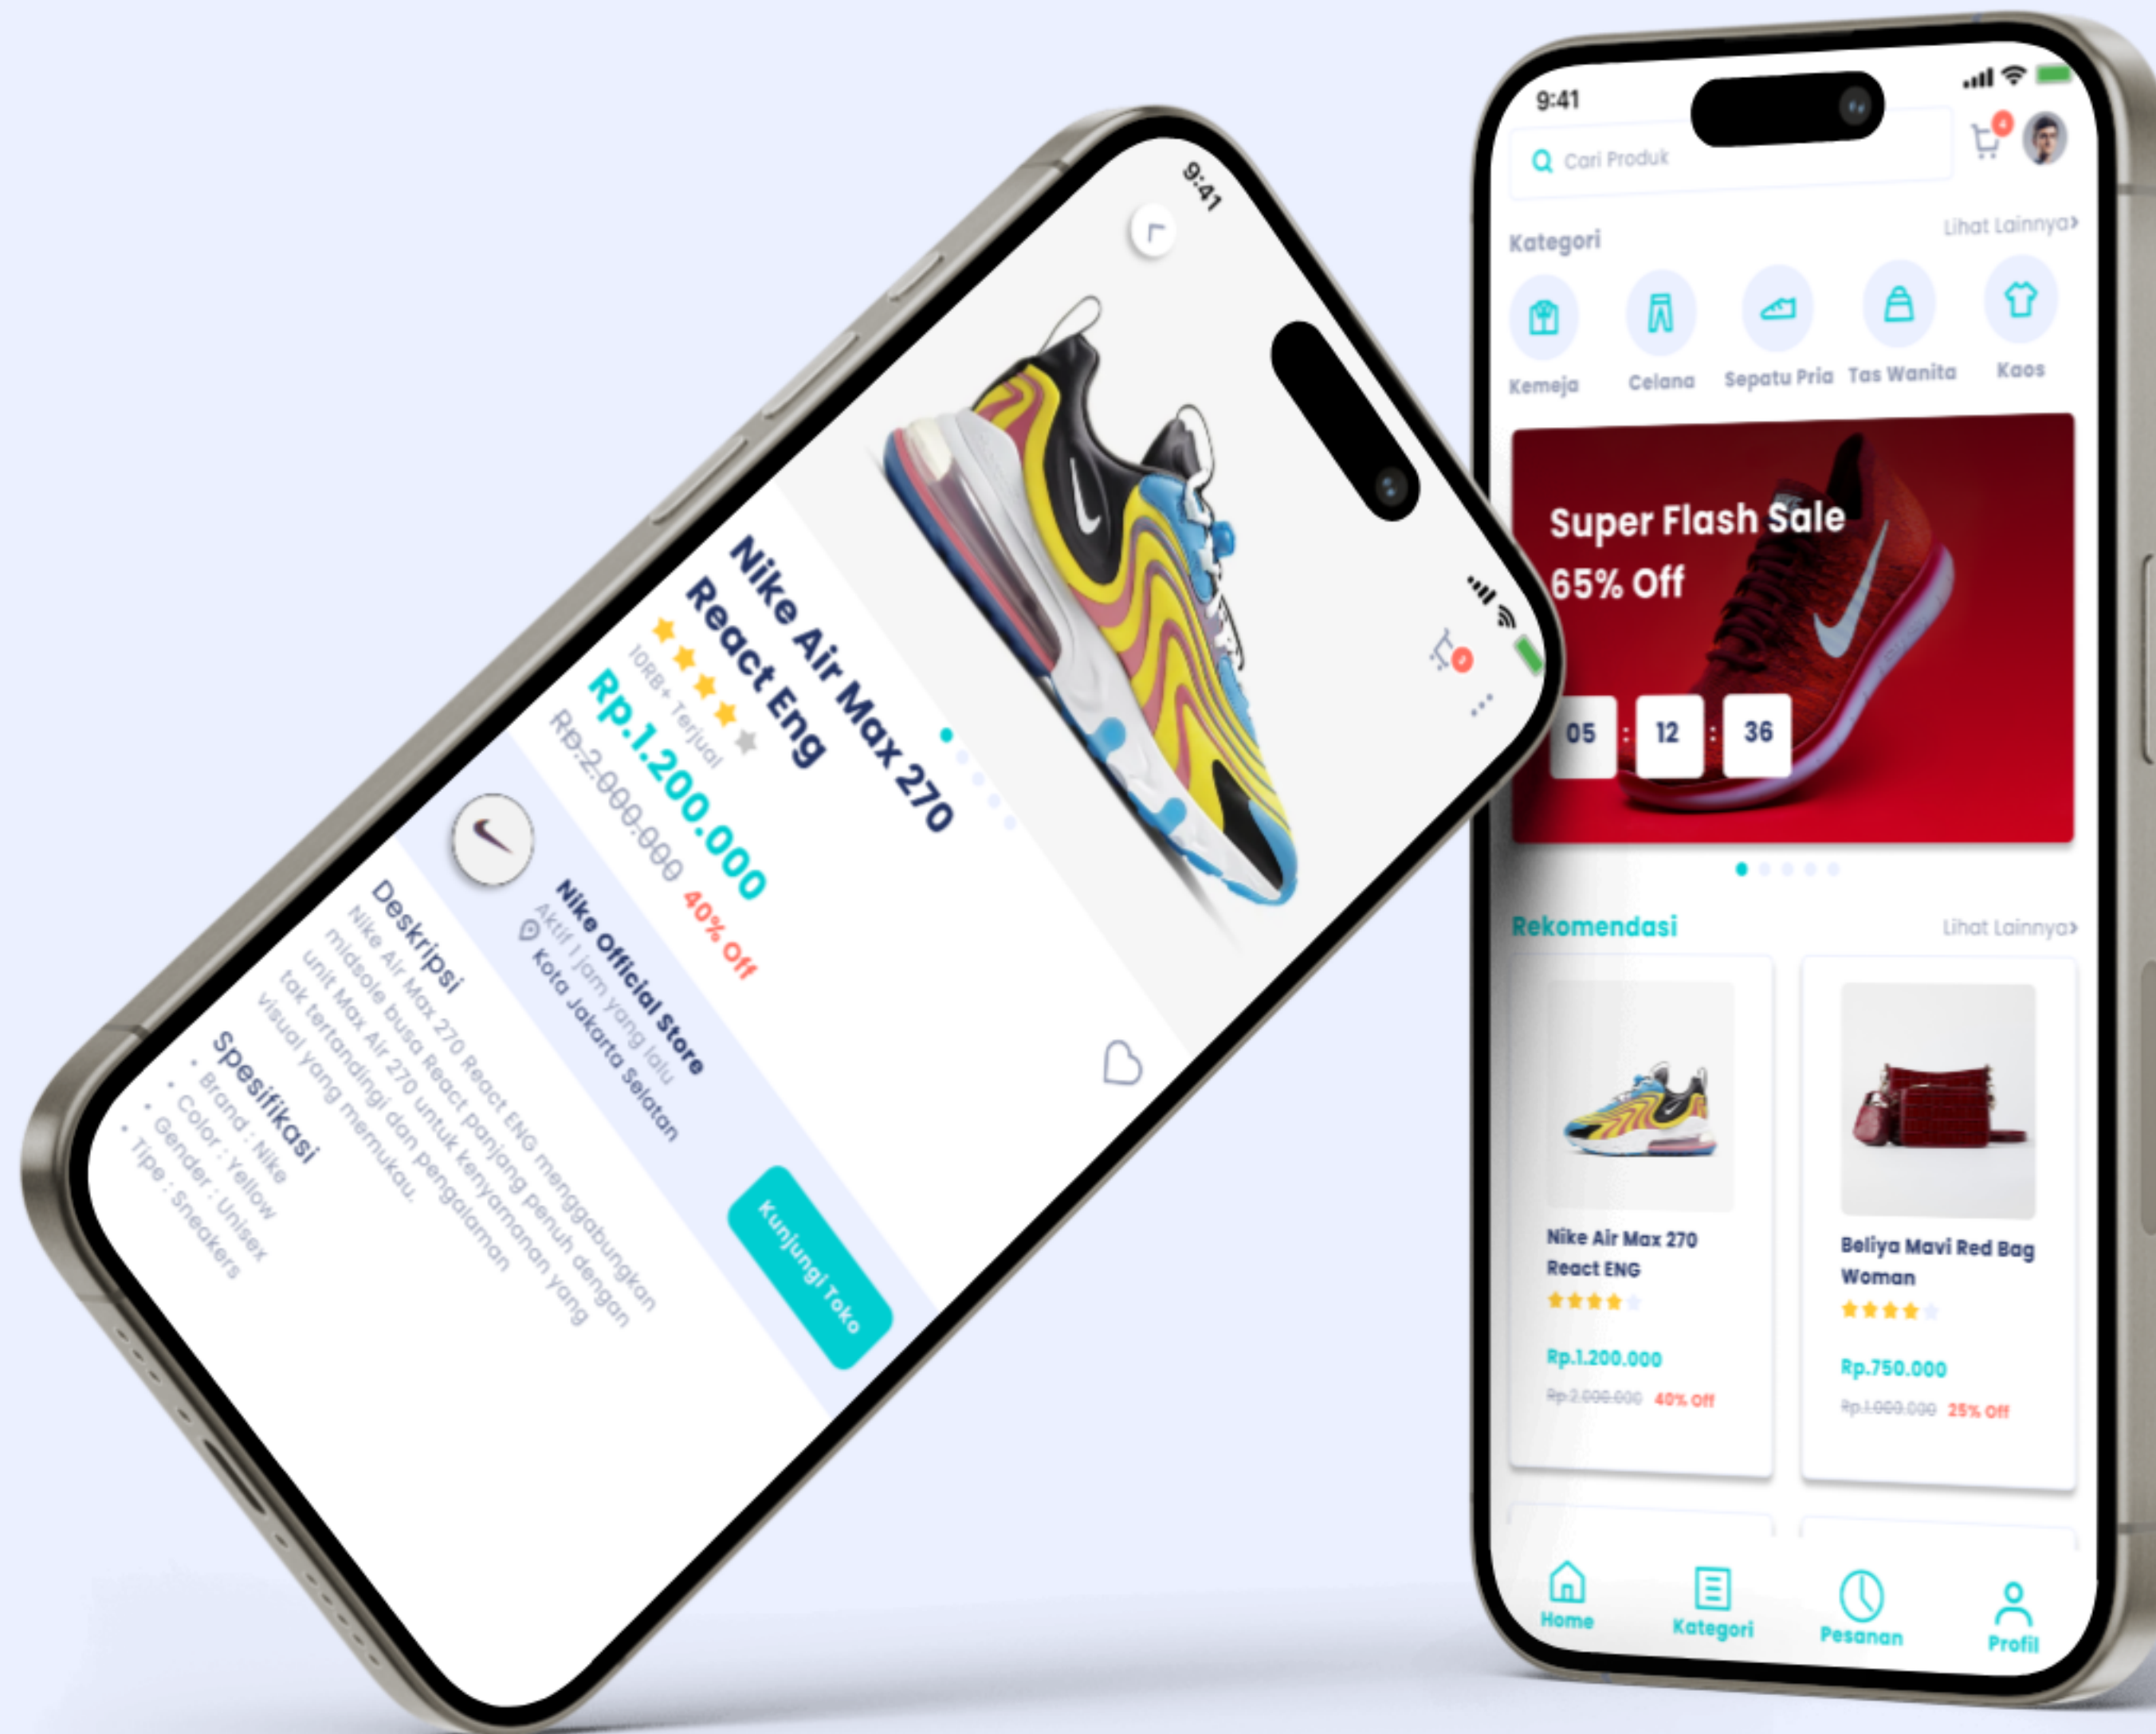 9:41
Nike Air Max 270
React Eng
10RB+ Terjual
Rp.1.200.000
Rp.2.000.000 40% Off
Nike Official Store
Aktif 1 jam yang lalu
Kota Jakarta Selatan
Kunjungi Toko
Deskripsi
Nike Air Max 270 React ENG menggabungkan
midsole busa React panjang penuh dengan
unit Max Air 270 untuk kenyamanan yang
tak tertandingi dan pengalaman
visual yang memukau.
Spesifikasi
• Brand : Nike
• Color : Yellow
• Gender : Unisex
• Tipe : Sneakers
9:41
Cari Produk
4
Kategori Lihat Lainnya>
Kemeja Celana Sepatu Pria Tas Wanita Kaos
Super Flash Sale
65% Off
05 : 12 : 36
Rekomendasi Lihat Lainnya>
Nike Air Max 270
React ENG
Rp.1.200.000
Rp.2.000.000 40% Off
Beliya Mavi Red Bag
Woman
Rp.750.000
Rp.1.000.000 25% Off
Home Kategori Pesanan Profil